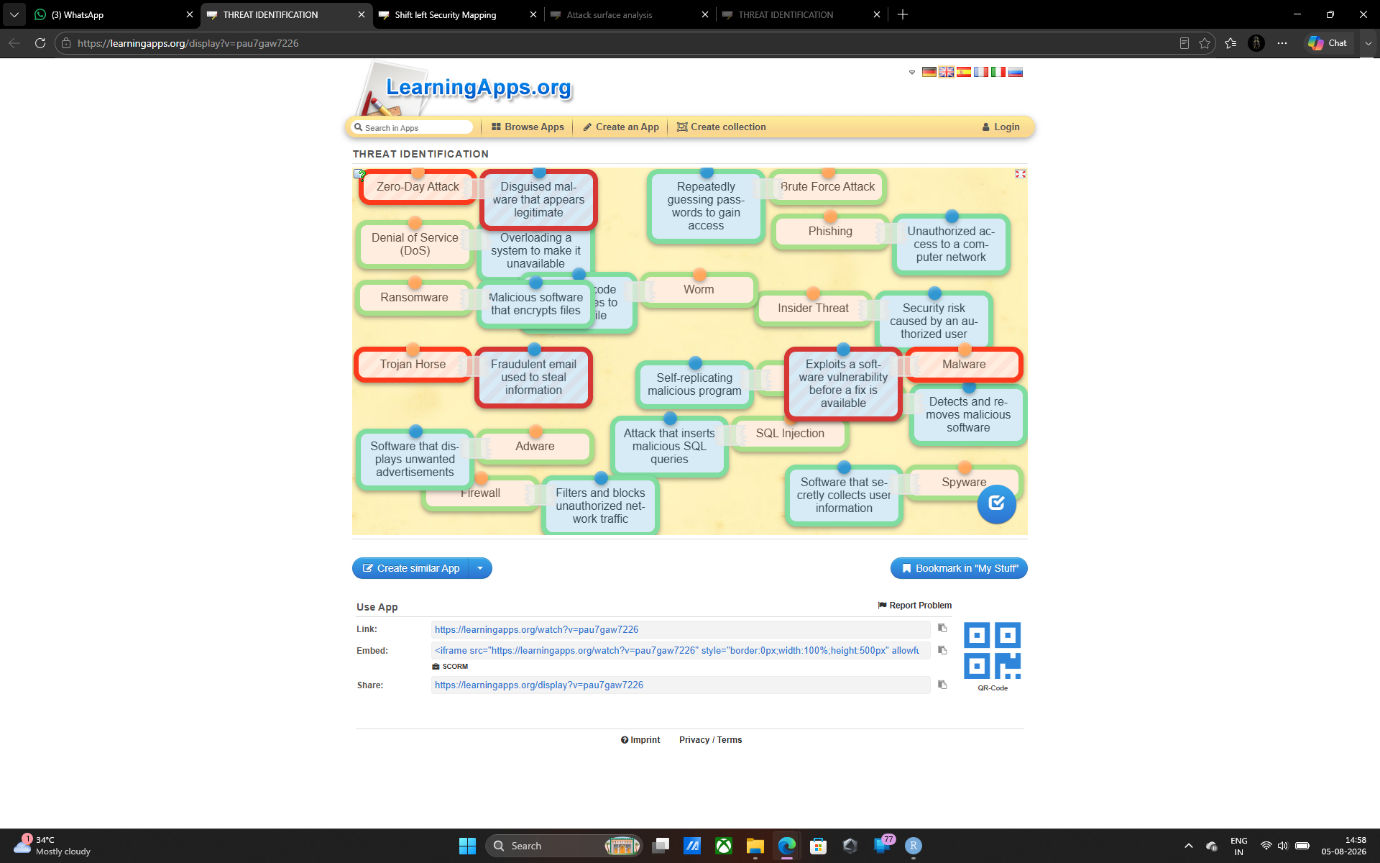 (3) WhatsApp
THREAT IDENTIFICATION
Shift left Security Mapping
Attack surface analysis
THREAT IDENTIFICATION
https://learningapps.org/display?v=pau7gaw7226
Chat
LearningApps.org
Search in Apps
Browse Apps
Create an App
Create collection
Login
THREAT IDENTIFICATION
Zero-Day Attack
Disguised mal-
ware that appears
legitimate
Repeatedly
guessing pass-
words to gain
access
Brute Force Attack
Denial of Service
(DoS)
Overloading a
system to make it
unavailable
Phishing
Unauthorized ac-
cess to a com-
puter network
Ransomware
Malicious software
that encrypts files
code
es to
ile
Worm
Insider Threat
Security risk
caused by an au-
thorized user
Trojan Horse
Fraudulent email
used to steal
information
Self-replicating
malicious program
Exploits a soft-
ware vulnerability
before a fix is
available
Malware
Detects and re-
moves malicious
software
Software that dis-
plays unwanted
advertisements
Adware
Attack that inserts
malicious SQL
queries
SQL Injection
Firewall
Filters and blocks
unauthorized net-
work traffic
Software that se-
cretly collects user
information
Spyware
Create similar App
Bookmark in "My Stuff"
Use App
Report Problem
Link:
https://learningapps.org/watch?v=pau7gaw7226
Embed:
<iframe src="https://learningapps.org/watch?v=pau7gaw7226" style="border:0px;width:100%;height:500px" allowfu
SCORM
Share:
https://learningapps.org/display?v=pau7gaw7226
QR-Code
Imprint
Privacy / Terms
1
34°C
Mostly cloudy
Search
77
R
ENG
IN
14:58
05-08-2026